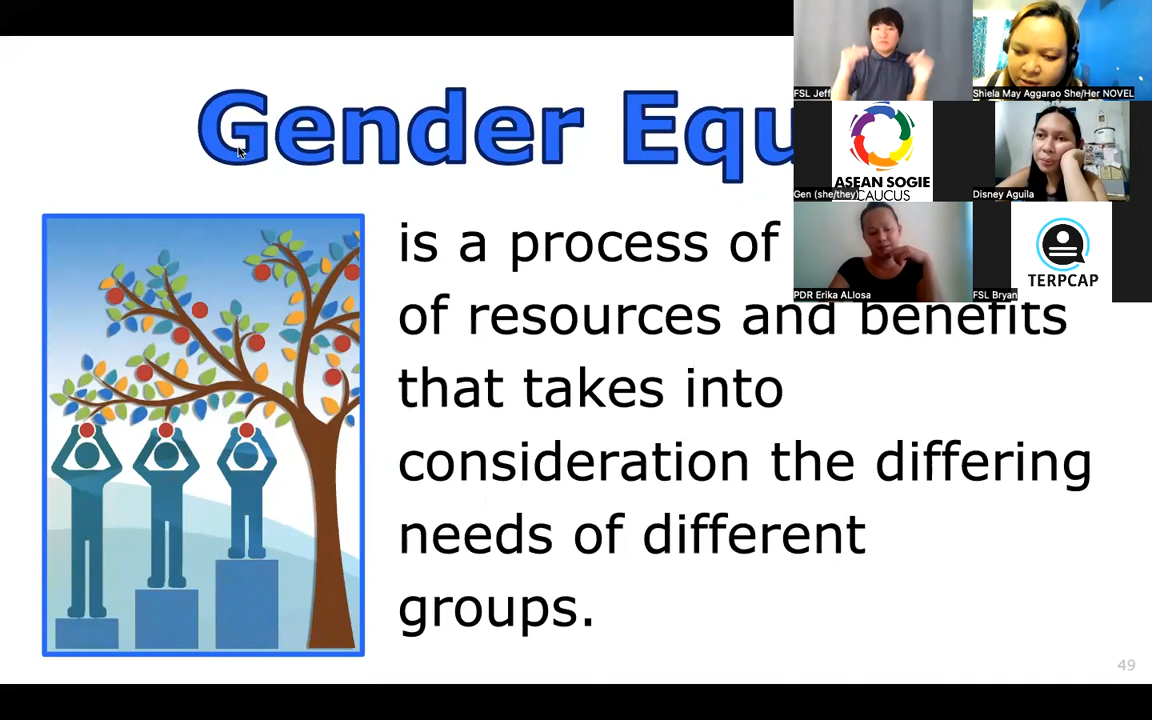 Gender Equ
is a process of
of resources and benefits
that takes into
consideration the differing
needs of different
groups.
49
FSL Jeff
Shiela May Aggarao She/Her NOVEL
ASEAN SOGIE
CAUCUS
Gen (she/they)
Disney Aguila
PDR Erika ALlosa
TERPCAP
FSL Bryan